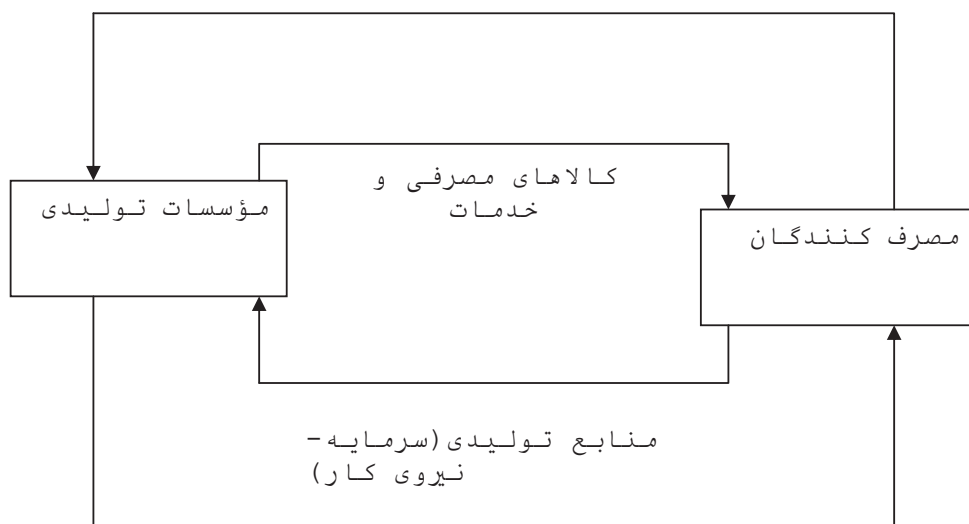 کالاهای مصرفی و
خدمات
مؤسسات تولیدی
مصرف کنندگان
منابع تولیدی(سرمایه-
نیروی کار)